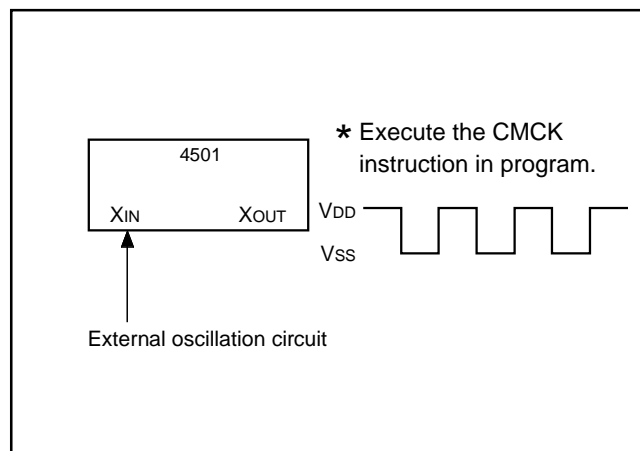 * Execute the CMCK
instruction in program.
4501
XIN
XOUT
VDD
VSS
External oscillation circuit